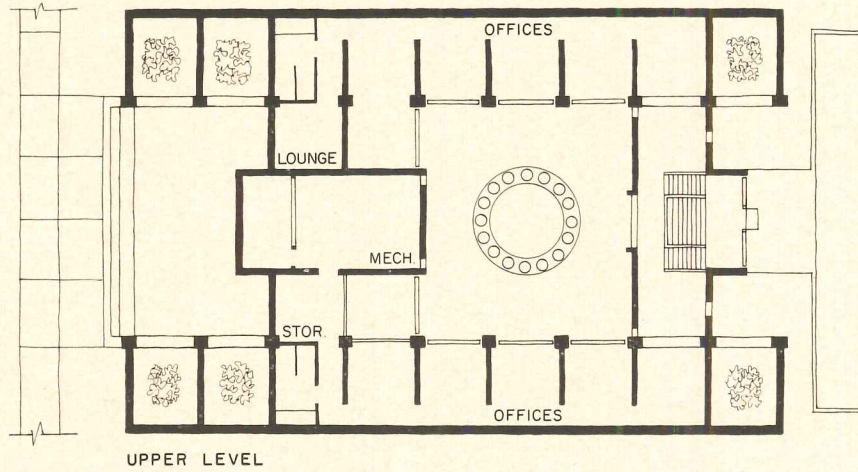 OFFICES
LOUNGE
MECH.
STOR.
OFFICES
UPPER LEVEL